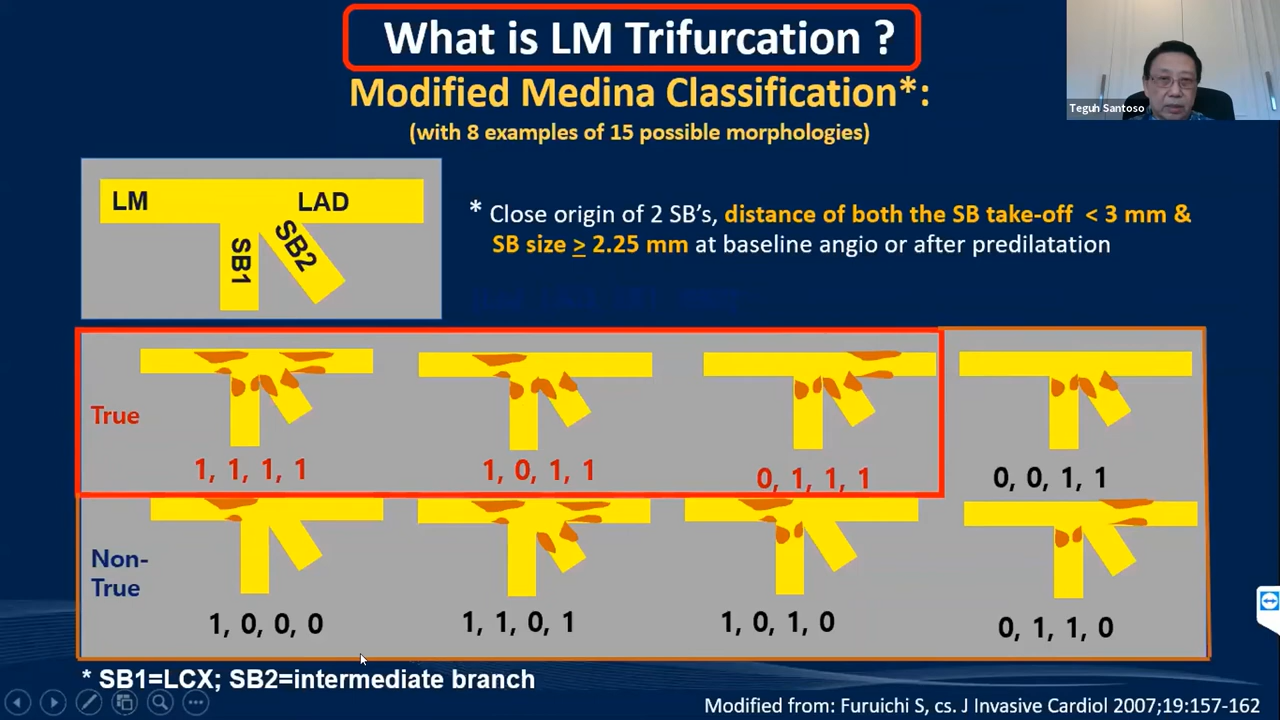 What is LM Trifurcation ?
Modified Medina Classification*:
(with 8 examples of 15 possible morphologies)
Teguh Santoso
LM
LAD
SB1
SB2
* Close origin of 2 SB's, distance of both the SB take-off < 3 mm &
SB size ≥ 2.25 mm at baseline angio or after predilatation
True
1, 1, 1, 1
1, 0, 1, 1
0, 1, 1, 1
0, 0, 1, 1
Non-
True
1, 0, 0, 0
1, 1, 0, 1
1, 0, 1, 0
0, 1, 1, 0
* SB1=LCX; SB2=intermediate branch
Modified from: Furuichi S, cs. J Invasive Cardiol 2007;19:157-162